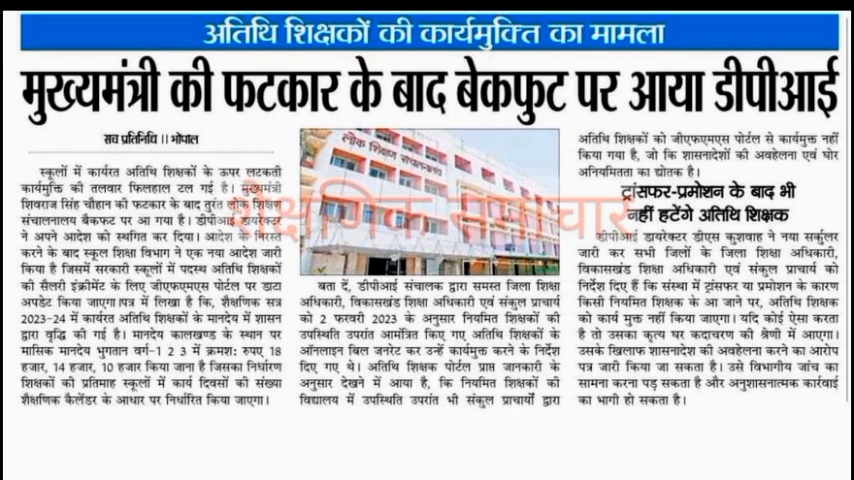 अतिथि शिक्षकों की कार्यमुक्ति का मामला
मुख्यमंत्री की फटकार के बाद बेकफुट पर आया डीपीआई
सच प्रतिनिधि ।। भोपाल
स्कूलों में कार्यरत अतिथि शिक्षकों के ऊपर लटकती
कार्यमुक्ति की तलवार फिलहाल टल गई है। मुख्यमंत्री
शिवराज सिंह चौहान की फटकार के बाद तुरंत लोक शिक्षण
संचालनालय बैकफट पर आ गया है। डीपीआई डायरेक्टर
ने अपने आदेश को स्थगित कर दिया। आदेश के निरस्त
करने के बाद स्कूल शिक्षा विभाग ने एक नया आदेश जारी
किया है जिसमें सरकारी स्कूलों में पदस्थ अतिथि शिक्षकों
की सैलरी इंक्रीमेंट के लिए जीएफएमएस पोर्टल पर डाटा
अपडेट किया जाएगा।पत्र में लिखा है कि, शैक्षणिक सत्र
2023-24 में कार्यरत अतिथि शिक्षकों के मानदेय में शासन
द्वारा वृद्धि की गई है। मानदेय कालखण्ड के स्थान पर
मासिक मानदेय भुगतान वर्ग-1 2 3 में क्रमश: रुपए 18
हजार, 14 हजार, 10 हजार किया जाना है जिसका निर्धारण
शिक्षकों की प्रतिमाह स्कूलों में कार्य दिवसों की संख्या
शैक्षणिक कैलेंडर के आधार पर निर्धारित किया जाएगा।
लोक शिक्षण संचालनालय
बता दें, डीपीआई संचालक द्वारा समस्त जिला शिक्षा
अधिकारी, विकासखंड शिक्षा अधिकारी एवं संकुल प्राचार्य
को 2 फरवरी 2023 के अनुसार नियमित शिक्षकों की
उपस्थिति उपरांत आमंत्रित किए गए अतिथि शिक्षकों के
ऑनलाइन बिल जनरेट कर उन्हें कार्यमुक्त करने के निर्देश
दिए गए थे। अतिथि शिक्षक पोर्टल प्राप्त जानकारी के
अनुसार देखने में आया है, कि नियमित शिक्षकों की
विद्यालय में उपस्थिति उपरांत भी संकुल प्राचार्यों द्वारा
अतिथि शिक्षकों को जीएफएमएस पोर्टल से कार्यमुक्त नहीं
किया गया है, जो कि शासनादेशों की अवहेलना एवं घोर
अनियमितता का द्योतक है।
ट्रांसफर-प्रमोशन के बाद भी
नहीं हटेंगे अतिथि शिक्षक
डीपीआई डायरेक्टर डीएस कुशवाह ने नया सर्कुलर
जारी कर सभी जिलों के जिला शिक्षा अधिकारी,
विकासखंड शिक्षा अधिकारी एवं संकुल प्राचार्य को
निर्देश दिए हैं कि संस्था में ट्रांसफर या प्रमोशन के कारण
किसी नियमित शिक्षक के आ जाने पर, अतिथि शिक्षक
को कार्य मुक्त नहीं किया जाएगा। यदि कोई ऐसा करता
है तो उसका कृत्य घर कदाचरण की श्रेणी में आएगा।
उसके खिलाफ शासनादेश की अवहेलना करने का आरोप
पत्र जारी किया जा सकता है। उसे विभागीय जांच का
सामना करना पड़ सकता है और अनुशासनात्मक कार्रवाई
का भागी हो सकता है।